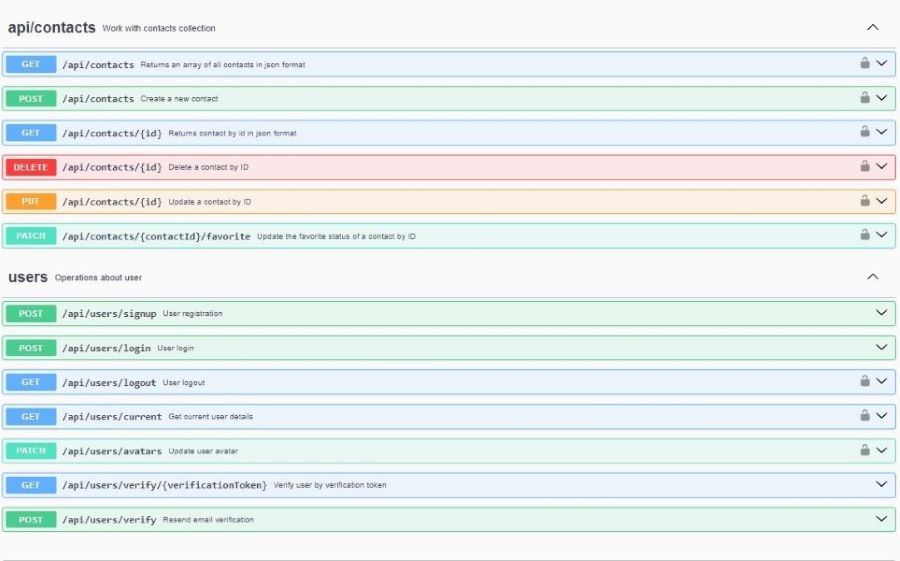 api/contacts Work with contacts collection
GET /api/contacts Returns an array of all contacts in json format
POST /api/contacts Create a new contact
GET /api/contacts/{id} Returns contact by id in json format
DELETE /api/contacts/{id} Delete a contact by ID
PUT /api/contacts/{id} Update a contact by ID
PATCH /api/contacts/{contactId}/favorite Update the favorite status of a contact by ID
users Operations about user
POST /api/users/signup User registration
POST /api/users/login User login
GET /api/users/logout User logout
GET /api/users/current Get current user details
PATCH /api/users/avatars Update user avatar
GET /api/users/verify/{verificationToken} Verify user by verification token
POST /api/users/verify Resend email verification